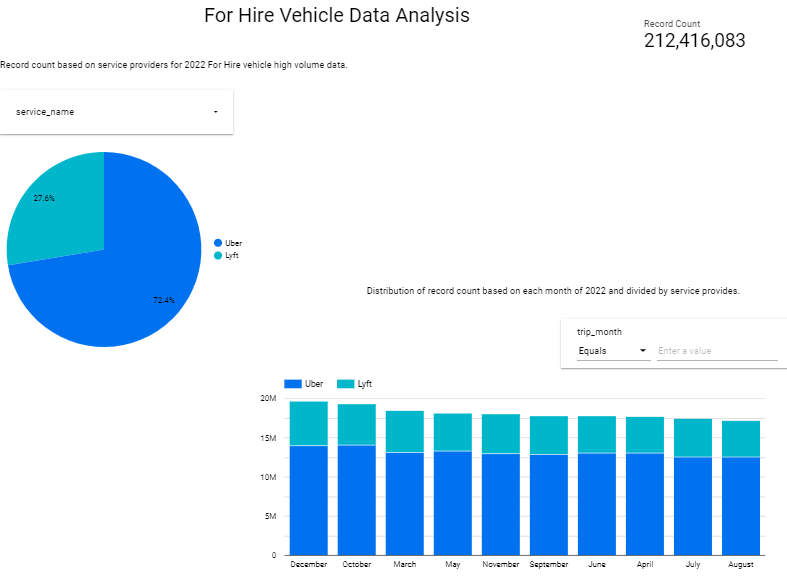 For Hire Vehicle Data Analysis
Record Count
212,416,083
Record count based on service providers for 2022 For Hire vehicle high volume data.
service_name
27.6%
72.4%
Uber
Lyft
Distribution of record count based on each month of 2022 and divided by service provides.
trip_month
Equals
Enter a value
Uber Lyft
20M
15M
10M
5M
0
December October March May November September June April July August